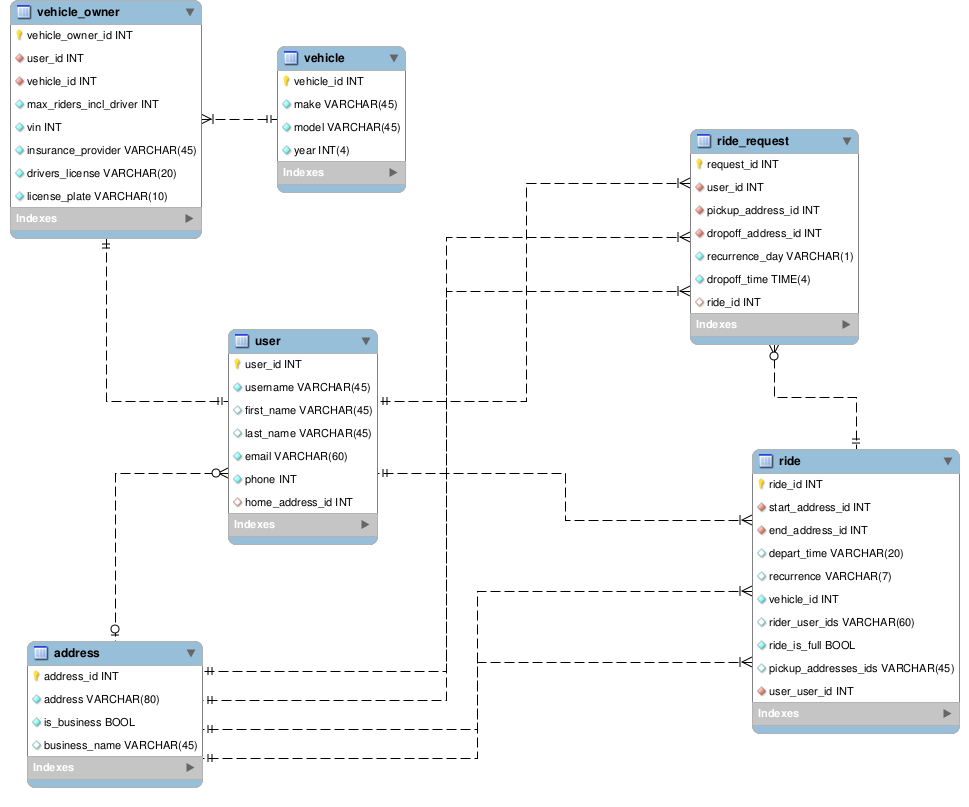 vehicle_owner
vehicle_owner_id INT
user_id INT
vehicle_id INT
max_riders_incl_driver INT
vin INT
insurance_provider VARCHAR(45)
drivers_license VARCHAR(20)
license_plate VARCHAR(10)
Indexes
vehicle
vehicle_id INT
make VARCHAR(45)
model VARCHAR(45)
year INT(4)
Indexes
ride_request
request_id INT
user_id INT
pickup_address_id INT
dropoff_address_id INT
recurrence_day VARCHAR(1)
dropoff_time TIME(4)
ride_id INT
Indexes
user
user_id INT
username VARCHAR(45)
first_name VARCHAR(45)
last_name VARCHAR(45)
email VARCHAR(60)
phone INT
home_address_id INT
Indexes
ride
ride_id INT
start_address_id INT
end_address_id INT
depart_time VARCHAR(20)
recurrence VARCHAR(7)
vehicle_id INT
rider_user_ids VARCHAR(60)
ride_is_full BOOL
pickup_addresses_ids VARCHAR(45)
user_user_id INT
Indexes
address
address_id INT
address VARCHAR(80)
is_business BOOL
business_name VARCHAR(45)
Indexes